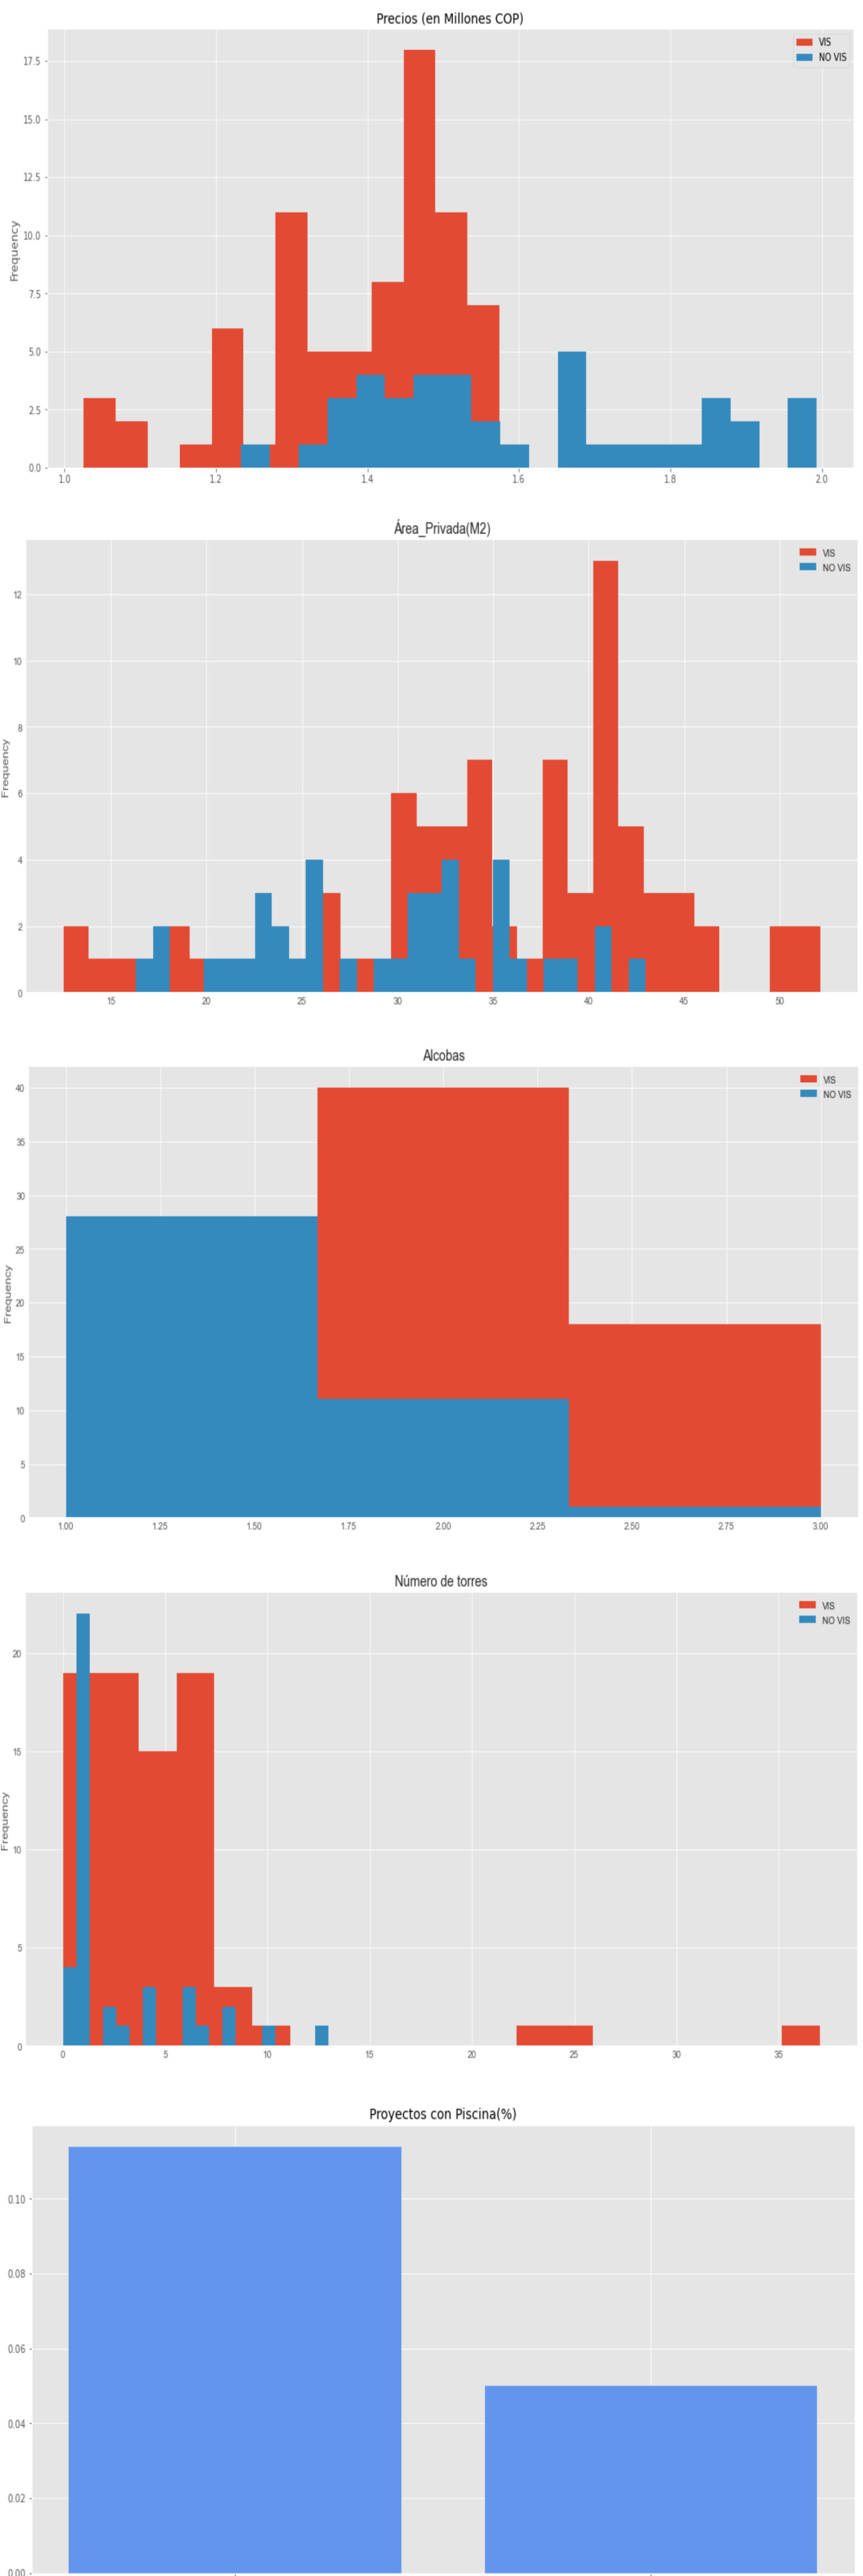 Precios (en Millones COP)
VIS
NO VIS
Frequency
17.5
15.0
12.5
10.0
7.5
5.0
2.5
0.0
1.0 1.2 1.4 1.6 1.8 2.0
Área_Privada(M2)
VIS
NO VIS
Frequency
12
10
8
6
4
2
0
15 20 25 30 35 40 45 50
Alcobas
VIS
NO VIS
Frequency
40
35
30
25
20
15
10
5
0
1.00 1.25 1.50 1.75 2.00 2.25 2.50 2.75 3.00
Número de torres
VIS
NO VIS
Frequency
20
15
10
5
0
0 5 10 15 20 25 30 35
Proyectos con Piscina(%)
0.10
0.08
0.06
0.04
0.02
0.00